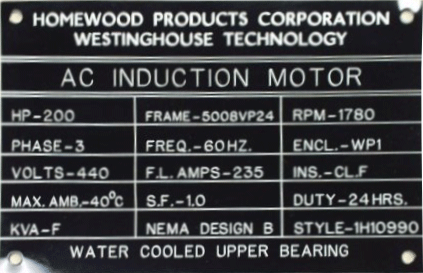 HOMEWOOD PRODUCTS CORPORATION
WESTINGHOUSE TECHNOLOGY
AC INDUCTION MOTOR
HP-200 FRAME-5008VP24 RPM-1780
PHASE-3 FREQ.-60HZ. ENCL.-WP1
VOLTS-440 F.L. AMPS-235 INS.-CL.F
MAX. AMB.-40°C S.F.-1.0 DUTY-24HRS.
KVA-F NEMA DESIGN B STYLE-1H10990
WATER COOLED UPPER BEARING